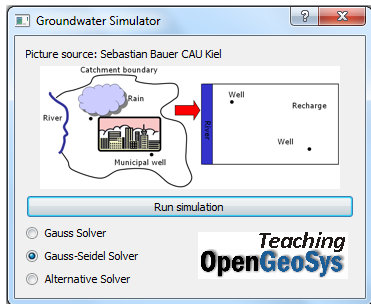 Groundwater Simulator
Picture source: Sebastian Bauer CAU Kiel
Catchment boundary
Rain
River
Municipal well
River
Well
Recharge
Well
Run simulation
Gauss Solver
Gauss-Seidel Solver
Alternative Solver
Teaching
OpenGeoSys